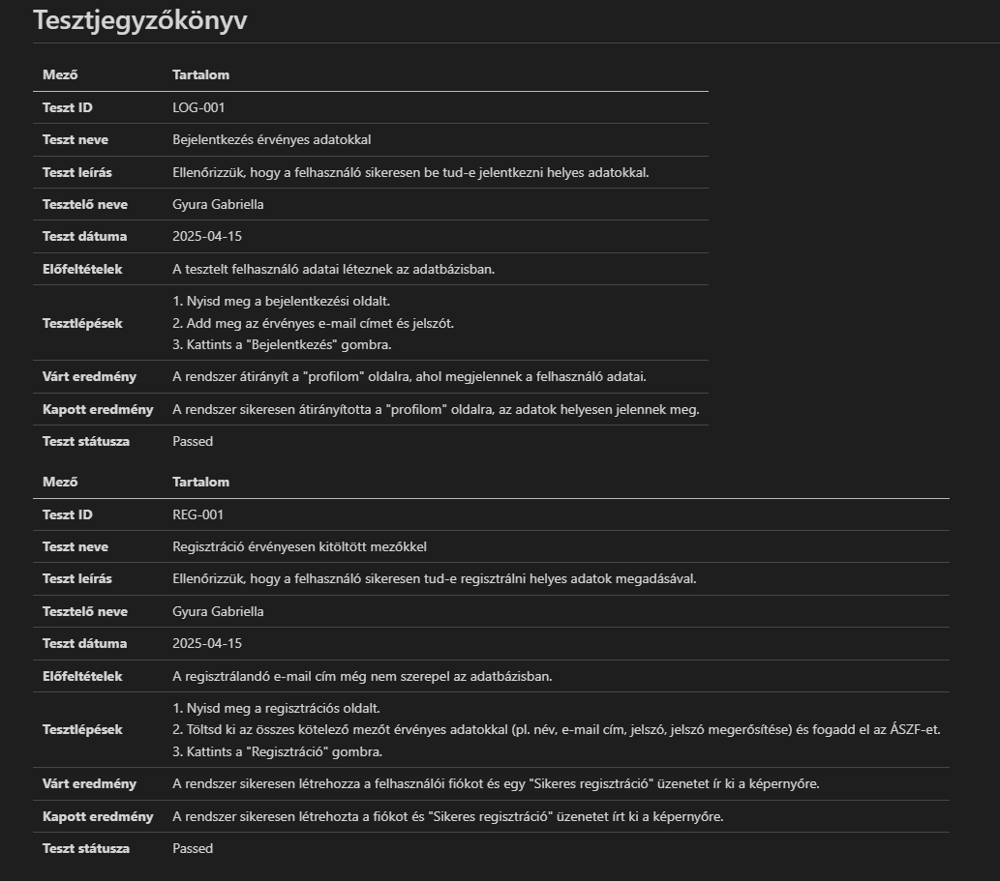 Tesztjegyzőkönyv
Mező Tartalom
Teszt ID LOG-001
Teszt neve Bejelentkezés érvényes adatokkal
Teszt leírás Ellenőrizzük, hogy a felhasználó sikeresen be tud-e jelentkezni helyes adatokkal.
Tesztelő neve Gyura Gabriella
Teszt dátuma 2025-04-15
Előfeltételek A tesztelt felhasználó adatai léteznek az adatbázisban.
1. Nyisd meg a bejelentkezési oldalt.
Tesztlépések 2. Add meg az érvényes e-mail címet és jelszót.
3. Kattints a "Bejelentkezés" gombra.
Várt eredmény A rendszer átirányít a "profilom" oldalra, ahol megjelennek a felhasználó adatai.
Kapott eredmény A rendszer sikeresen átirányította a "profilom" oldalra, az adatok helyesen jelennek meg.
Teszt státusza Passed
Mező Tartalom
Teszt ID REG-001
Teszt neve Regisztráció érvényesen kitöltött mezőkkel
Teszt leírás Ellenőrizzük, hogy a felhasználó sikeresen tud-e regisztrálni helyes adatok megadásával.
Tesztelő neve Gyura Gabriella
Teszt dátuma 2025-04-15
Előfeltételek A regisztrálandó e-mail cím még nem szerepel az adatbázisban.
1. Nyisd meg a regisztrációs oldalt.
Tesztlépések 2. Töltsd ki az összes kötelező mezőt érvényes adatokkal (pl. név, e-mail cím, jelszó, jelszó megerősítése) és fogadd el az ÁSZF-et.
3. Kattints a "Regisztráció" gombra.
Várt eredmény A rendszer sikeresen létrehozza a felhasználói fiókot és egy "Sikeres regisztráció" üzenetet ír ki a képernyőre.
Kapott eredmény A rendszer sikeresen létrehozta a fiókot és "Sikeres regisztráció" üzenetet írt ki a képernyőre.
Teszt státusza Passed